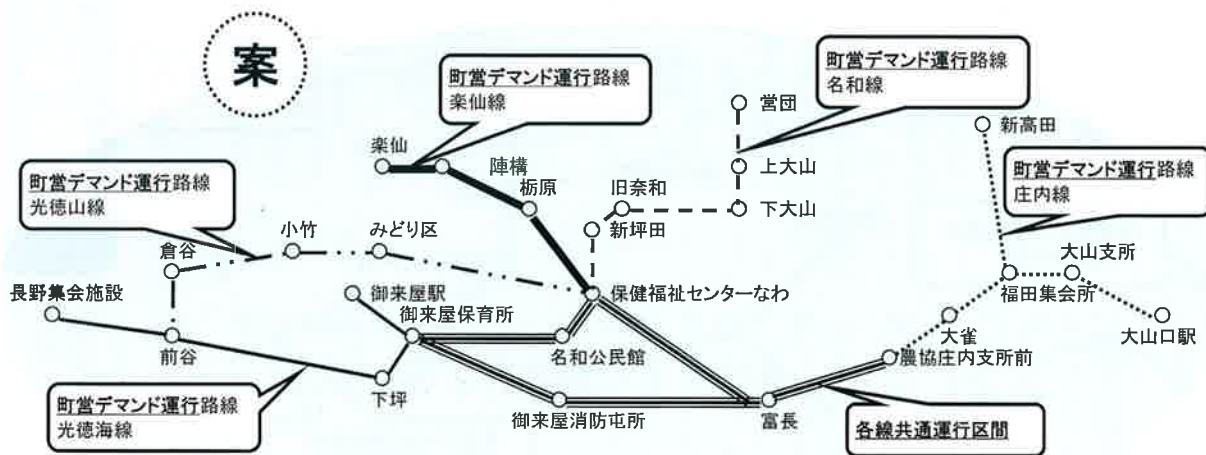 案
町営デマンド運行路線
楽仙線
町営デマンド運行路線
名和線
営団
新高田
楽仙
陣構
上大山
町営デマンド運行路線
光徳山線
栃原
旧奈和
下大山
町営デマンド運行路線
庄内線
新坪田
小竹
みどり区
倉谷
大山支所
長野集会施設
御来屋駅
保健福祉センターなわ
福田集会所
御来屋保育所
大雀
大山口駅
前谷
名和公民館
農協庄内支所前
下坪
町営デマンド運行路線
光徳海線
御来屋消防屯所
富長
各線共通運行区間